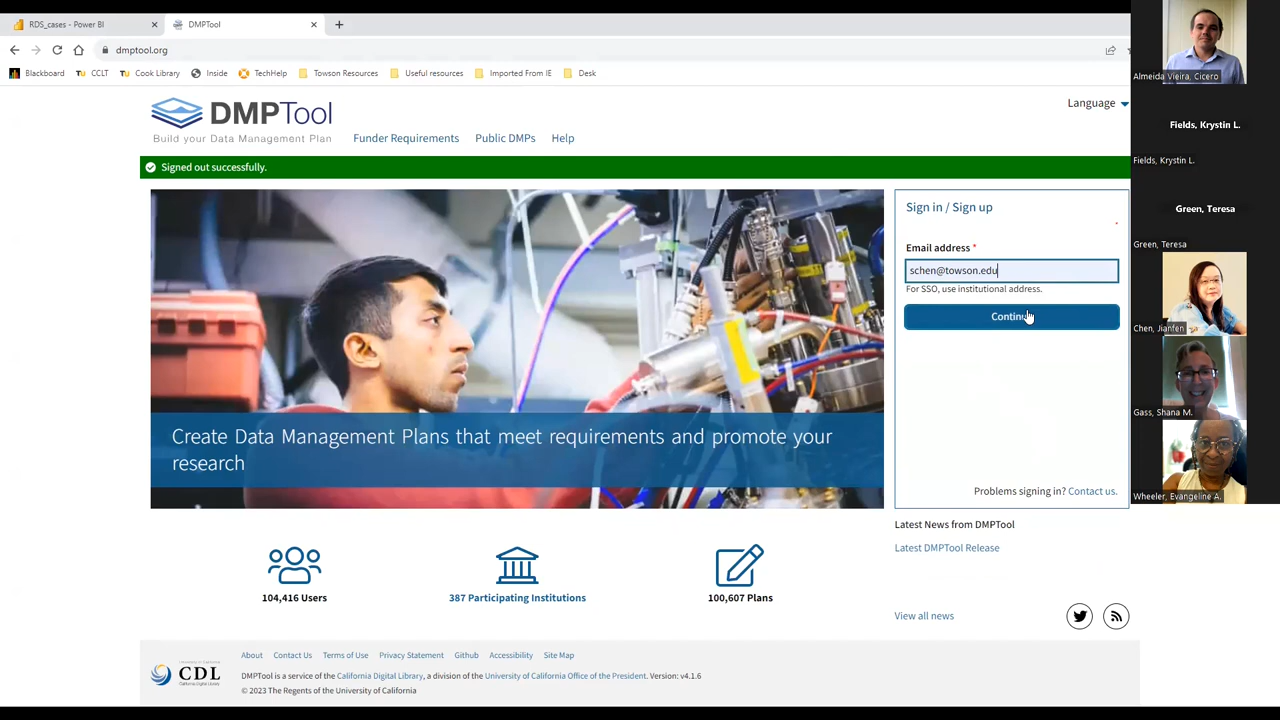 RDS_cases - Power BI
DMPTool
dmptool.org
Blackboard
TU CCLT
TU Cook Library
Inside
TechHelp
Towson Resources
Useful resources
Imported From IE
Desk
DMPTool
Build your Data Management Plan
Funder Requirements
Public DMPs
Help
Language
Signed out successfully.
Sign in / Sign up
*
Email address *
schen@towson.edu
For SSO, use institutional address.
Problems signing in? Contact us.
Create Data Management Plans that meet requirements and promote your
research
104,416 Users
387 Participating Institutions
100,607 Plans
Latest News from DMPTool
Latest DMPTool Release
View all news
CDL
California Digital Library
About
Contact Us
Terms of Use
Privacy Statement
Github
Accessibility
Site Map
DMPTool is a service of the California Digital Library, a division of the University of California Office of the President. Version: v4.1.6
© 2023 The Regents of the University of California
Almeida Vieira, Cicero
Fields, Krystin L.
Fields, Krystin L.
Green, Teresa
Green, Teresa
Chen, Jianfen
Gass, Shana M.
Wheeler, Evangeline A.